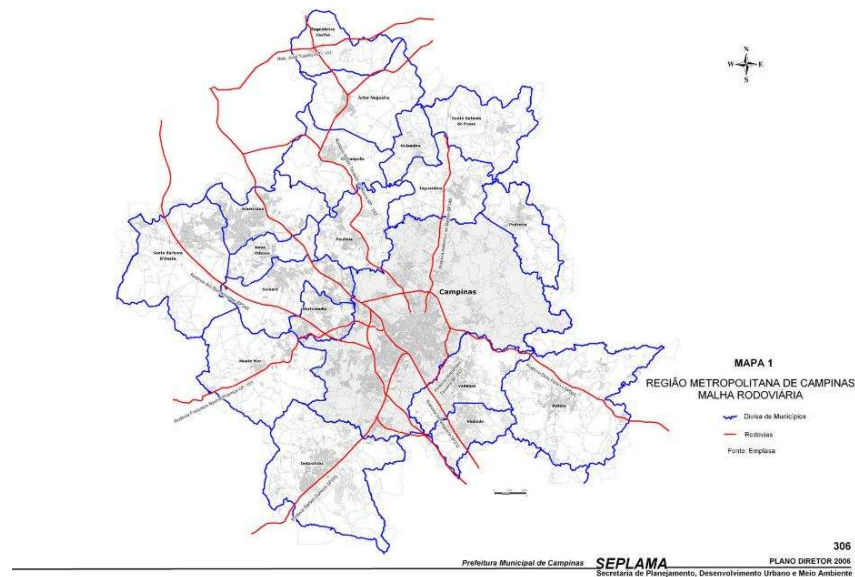 Engenheiro
Coelho
Artur Nogueira
Santo Antonio
de Posse
Holambra
Cosmópolis
Jaguariúna
Pedreira
Americana
Nova
Odessa
Paulínia
Santa Bárbara
D'Oeste
Sumaré
Hortolândia
Campinas
Monte Mor
Valinhos
Vinhedo
Itatiba
Indaiatuba
N
W
E
S
MAPA 1
REGIÃO METROPOLITANA DE CAMPINAS
MALHA RODOVIÁRIA
Divisa de Municípios
Rodovias
Fonte: Emplasa
306
Prefeitura Municipal de Campinas
SEPLAMA
PLANO DIRETOR 2006
Secretaria de Planejamento, Desenvolvimento Urbano e Meio Ambiente